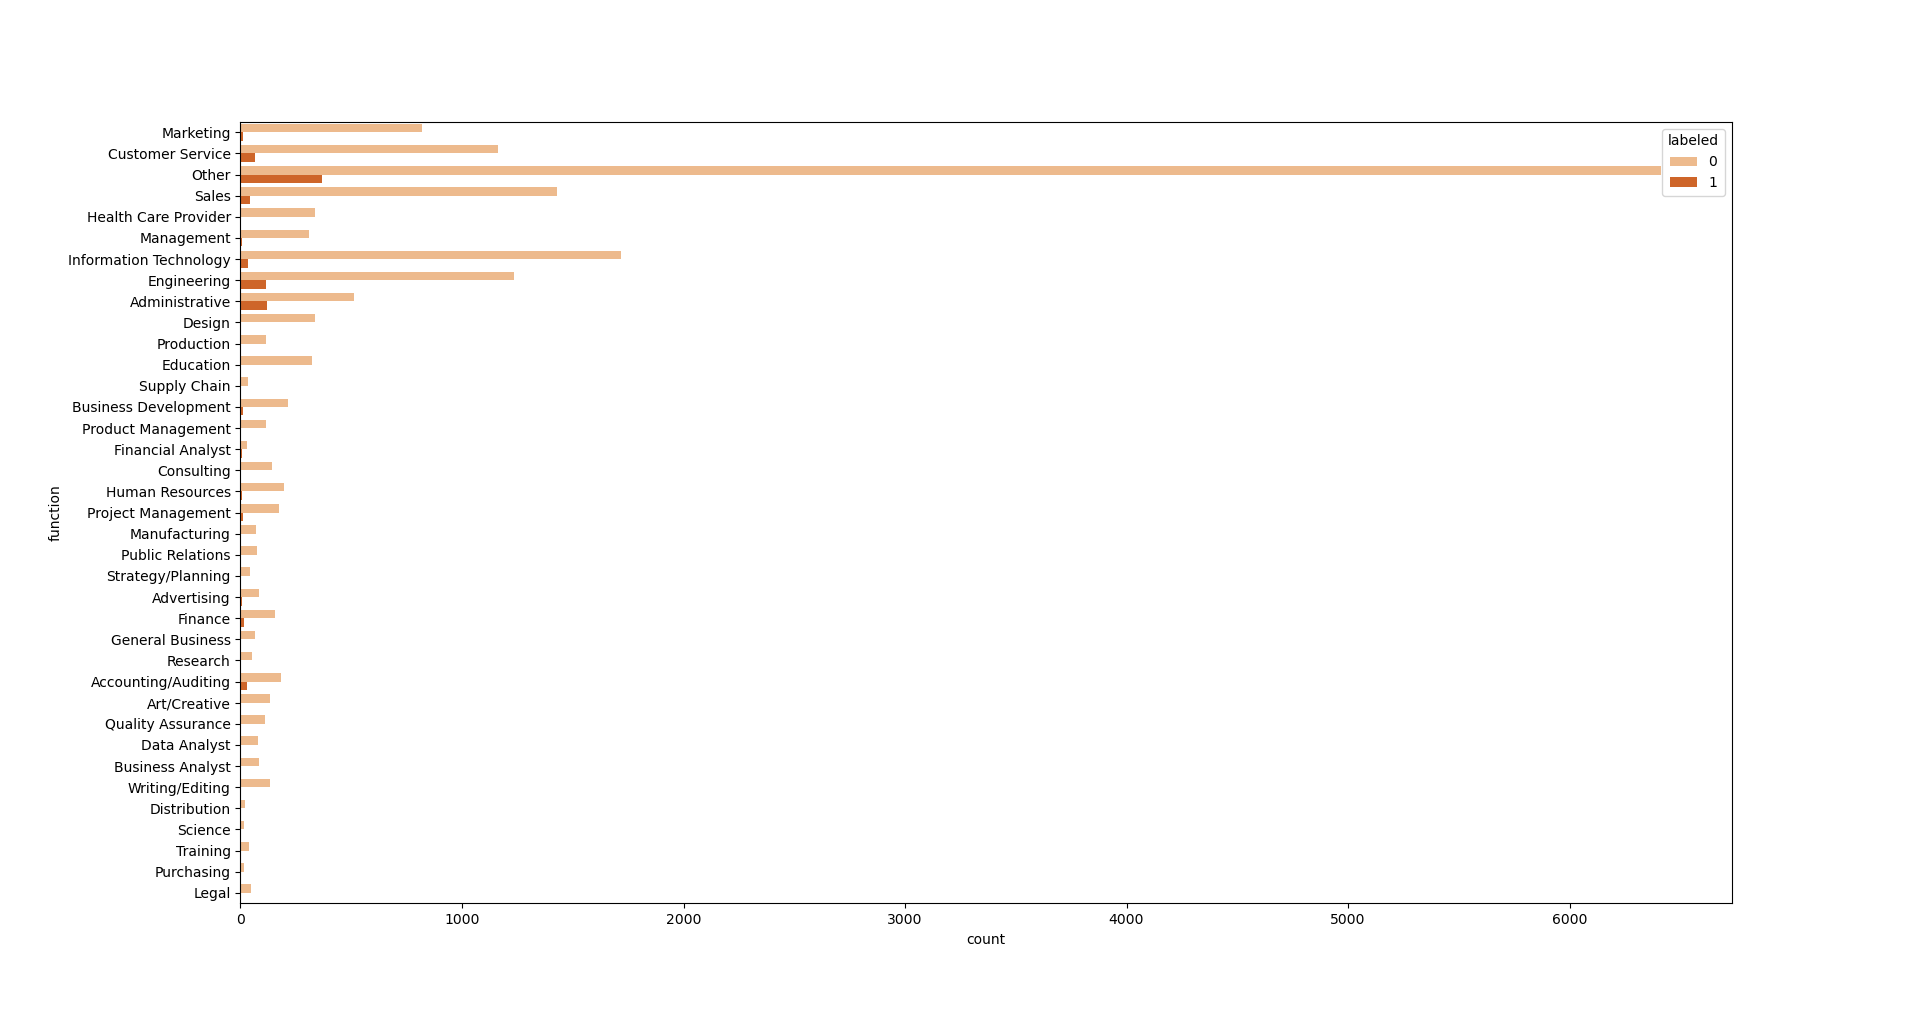 labeled
0
1
Marketing
Customer Service
Other
Sales
Health Care Provider
Management
Information Technology
Engineering
Administrative
Design
Production
Education
Supply Chain
Business Development
Product Management
Financial Analyst
Consulting
Human Resources
Project Management
Manufacturing
Public Relations
Strategy/Planning
Advertising
Finance
General Business
Research
Accounting/Auditing
Art/Creative
Quality Assurance
Data Analyst
Business Analyst
Writing/Editing
Distribution
Science
Training
Purchasing
Legal
function
0 1000 2000 3000 4000 5000 6000
count